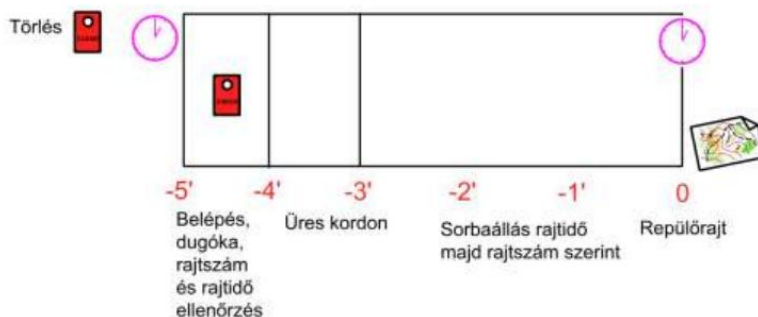 Törlés
-5'
-4'
-3'
-2'
-1'
0
Belépés,
dugóka,
rajtszám
és rajtidő
ellenőrzés
Üres kordon
Sorbaállás rajtidő
majd rajtszám szerint
Repülőrajt